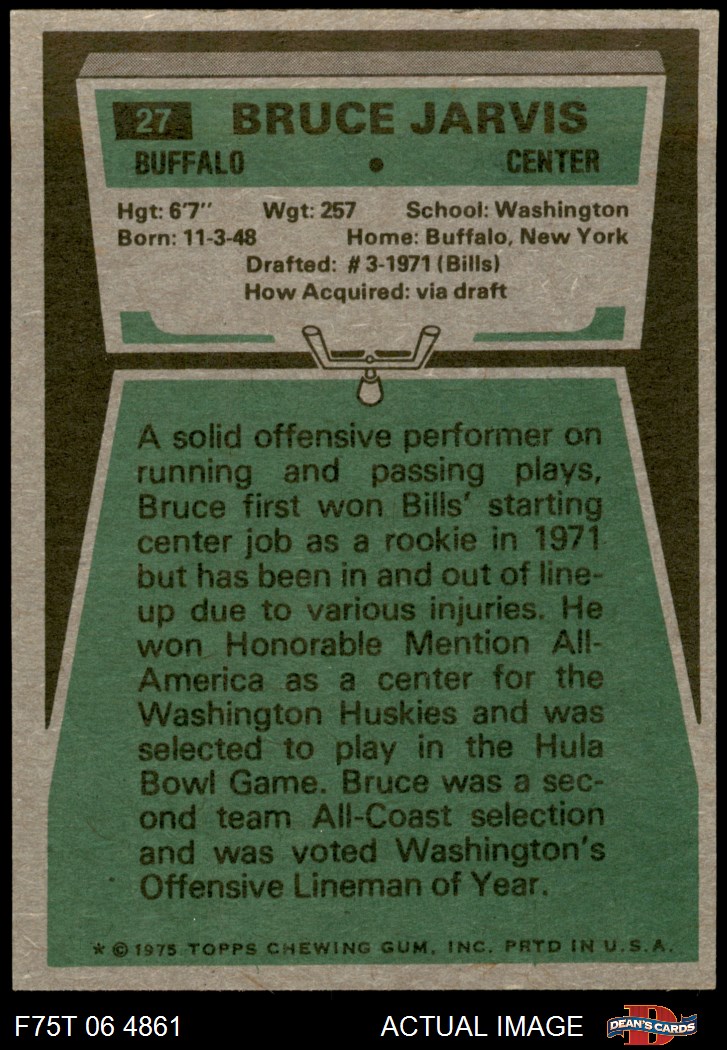 27 BRUCE JARVIS
BUFFALO • CENTER
Hgt: 6'7" Wgt: 257 School: Washington
Born: 11-3-48 Home: Buffalo, New York
Drafted: #3-1971 (Bills)
How Acquired: via draft
A solid offensive performer on
running and passing plays,
Bruce first won Bills' starting
center job as a rookie in 1971
but has been in and out of line-
up due to various injuries. He
won Honorable Mention All-
America as a center for the
Washington Huskies and was
selected to play in the Hula
Bowl Game. Bruce was a sec-
ond team All-Coast selection
and was voted Washington's
Offensive Lineman of Year.
* © 1975 TOPPS CHEWING GUM, INC. PRTD IN U.S.A.
F75T 06 4861 ACTUAL IMAGE D DEAN'S CARDS